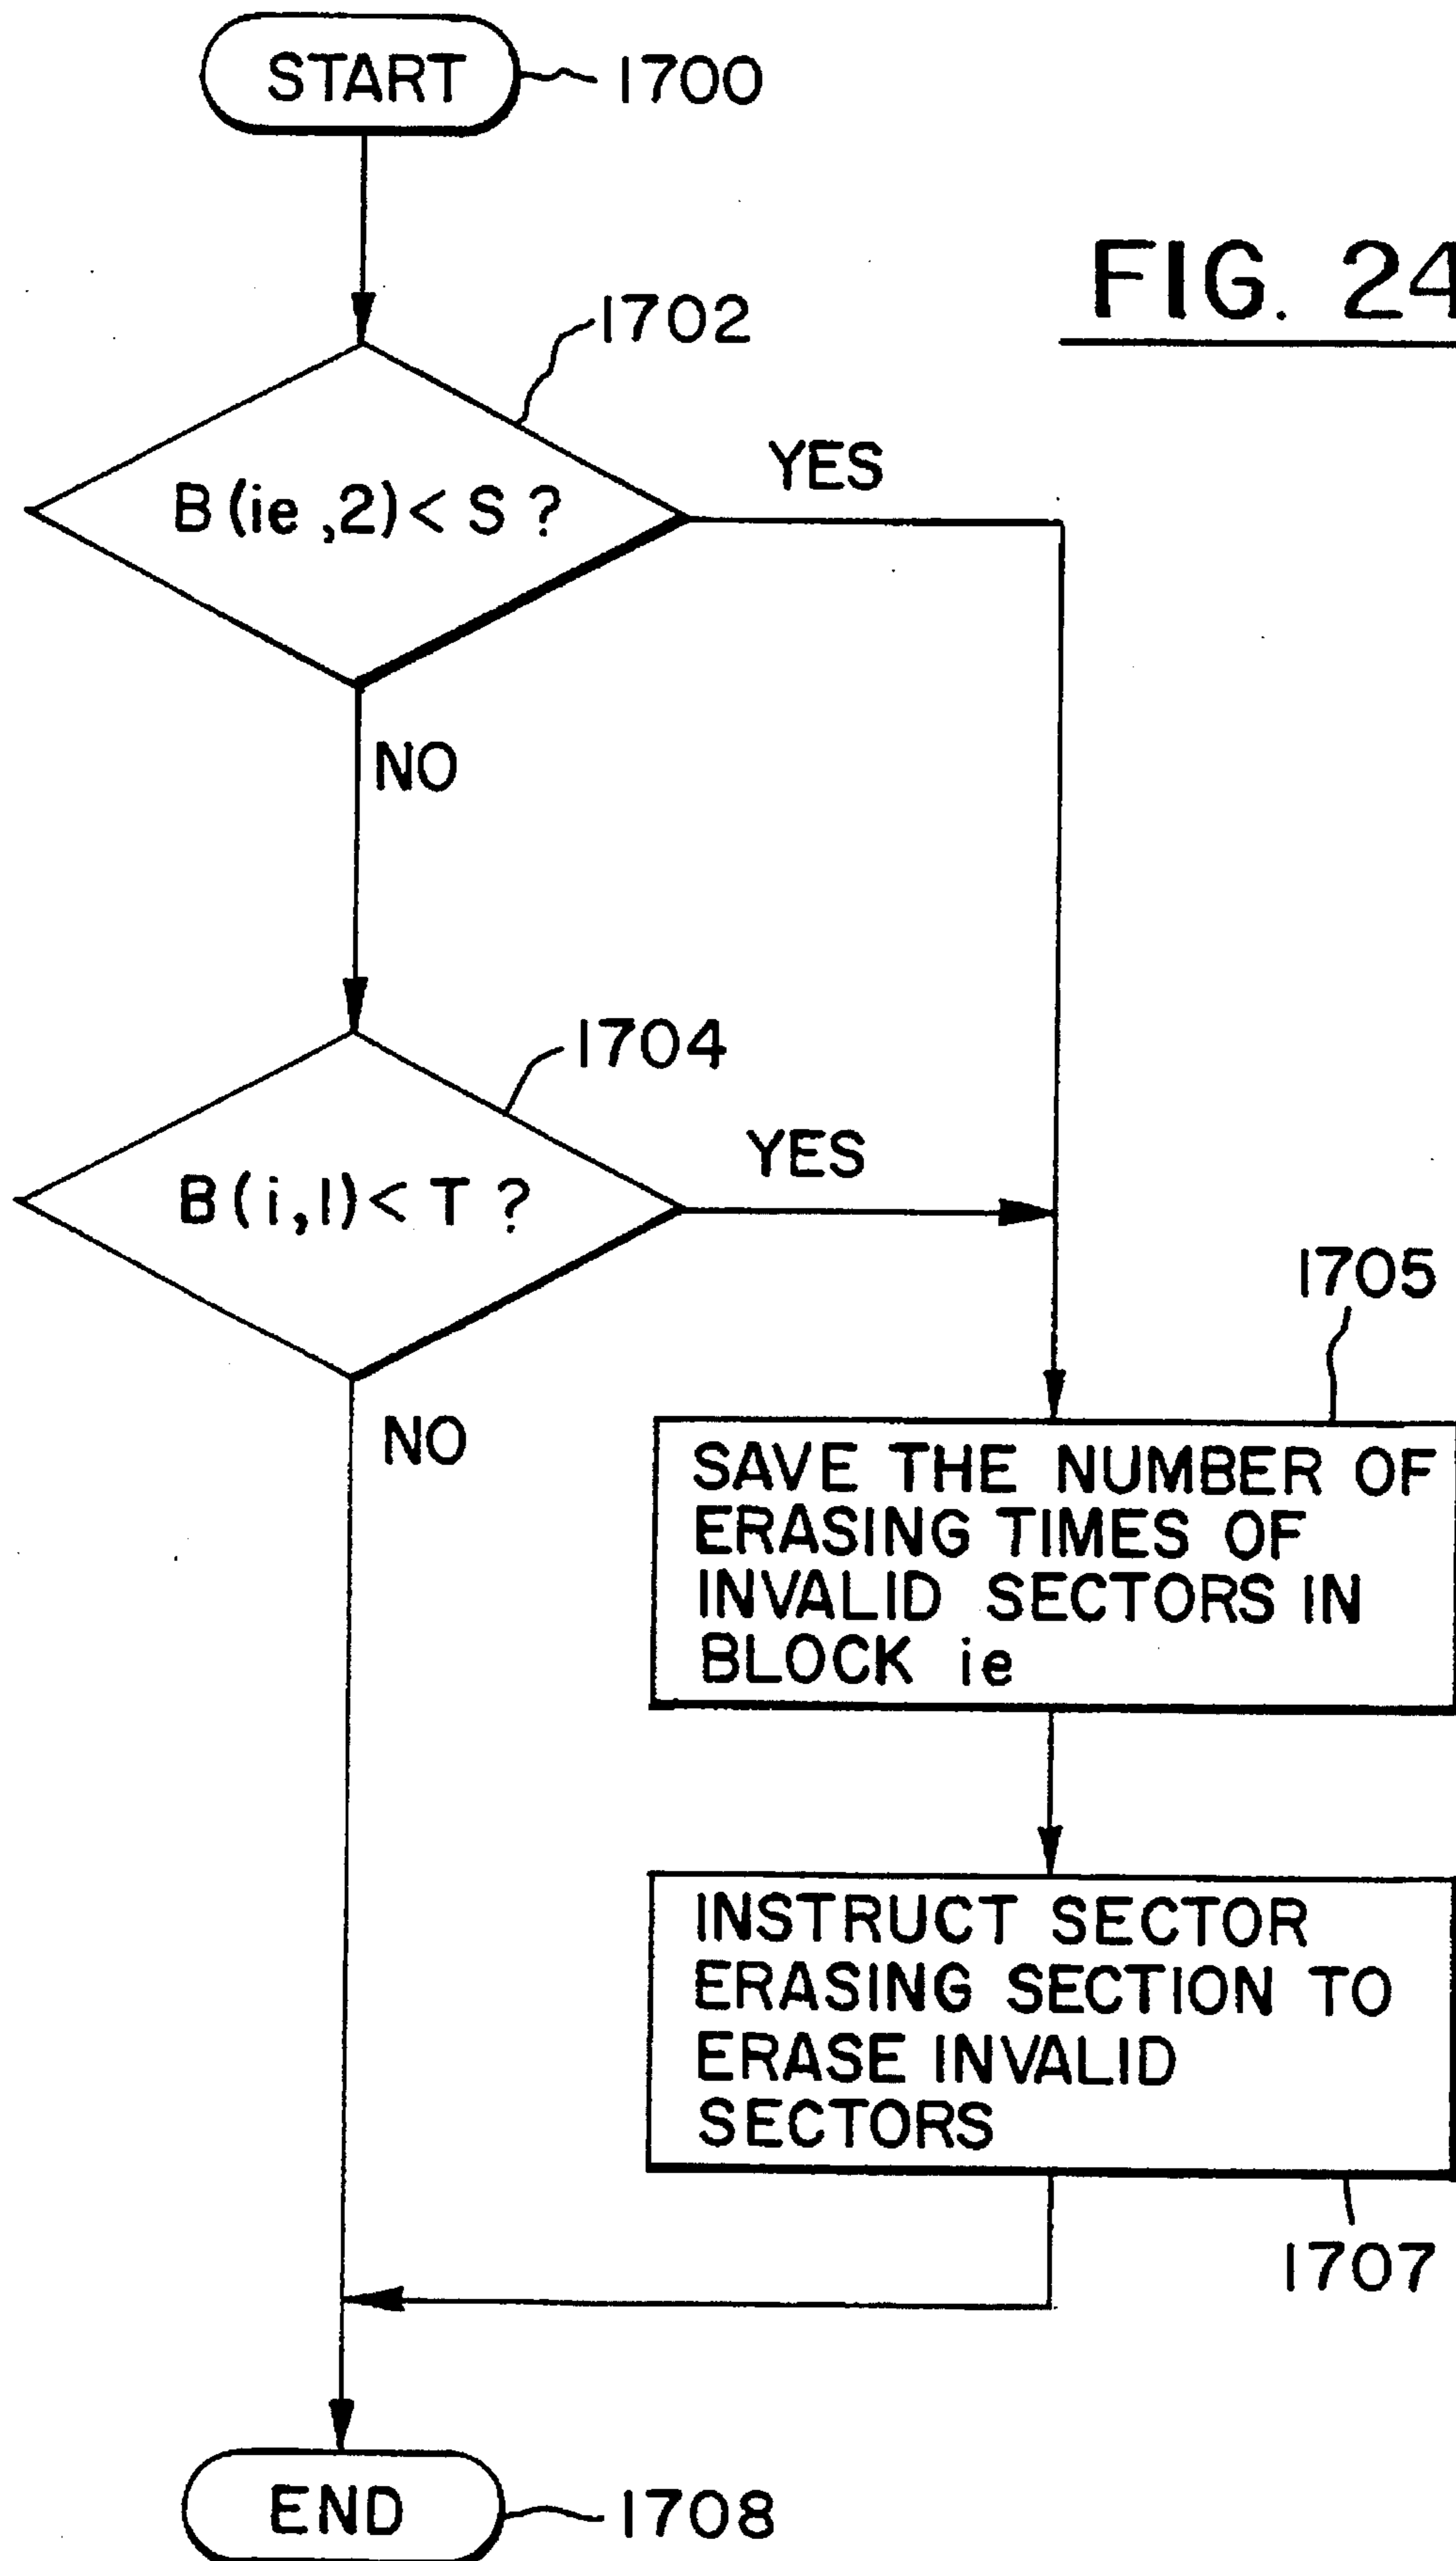 START
1700
FIG. 24
1702
B (ie ,2) < S ?
YES
NO
1704
B ( i , 1) < T ?
YES
NO
1705
SAVE THE NUMBER OF
ERASING TIMES OF
INVALID SECTORS IN
BLOCK ie
INSTRUCT SECTOR
ERASING SECTION TO
ERASE INVALID
SECTORS
1707
END
1708